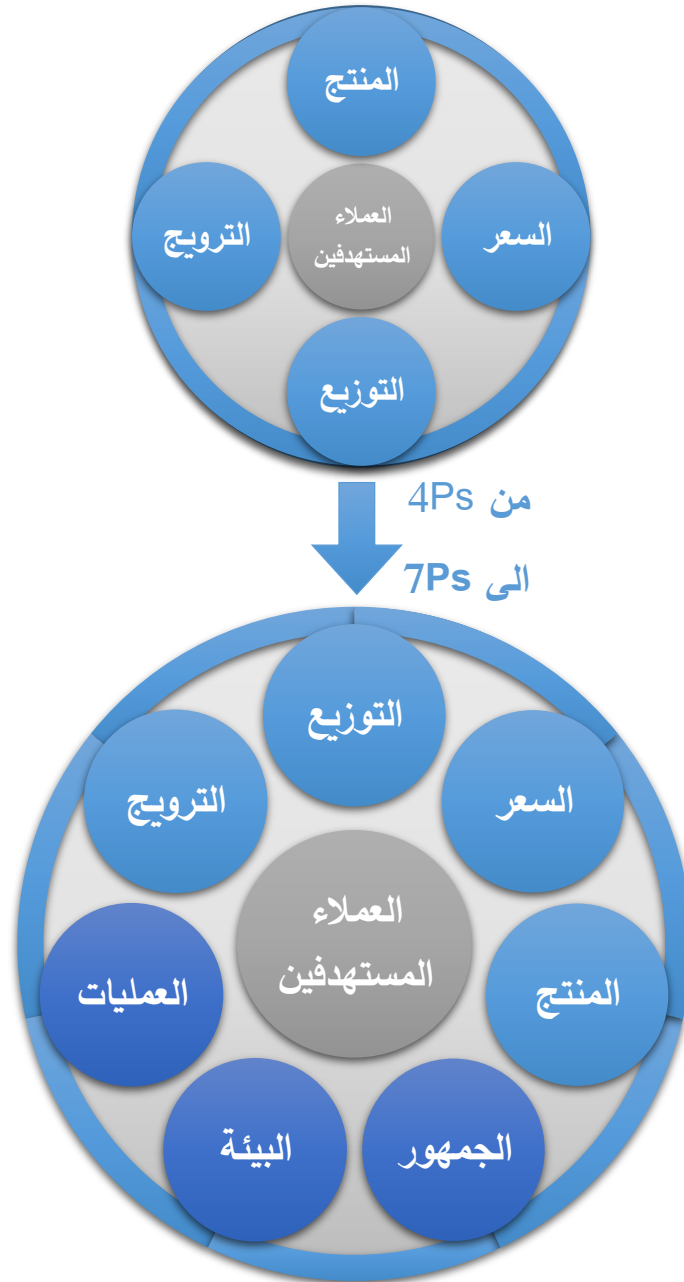 المنتج
السعر
العملاء
المستهدفين
الترويج
التوزيع
من 4Ps
الى 7Ps
التوزيع
السعر
الترويج
العملاء
المستهدفين
المنتج
العمليات
الجمهور
البيئة